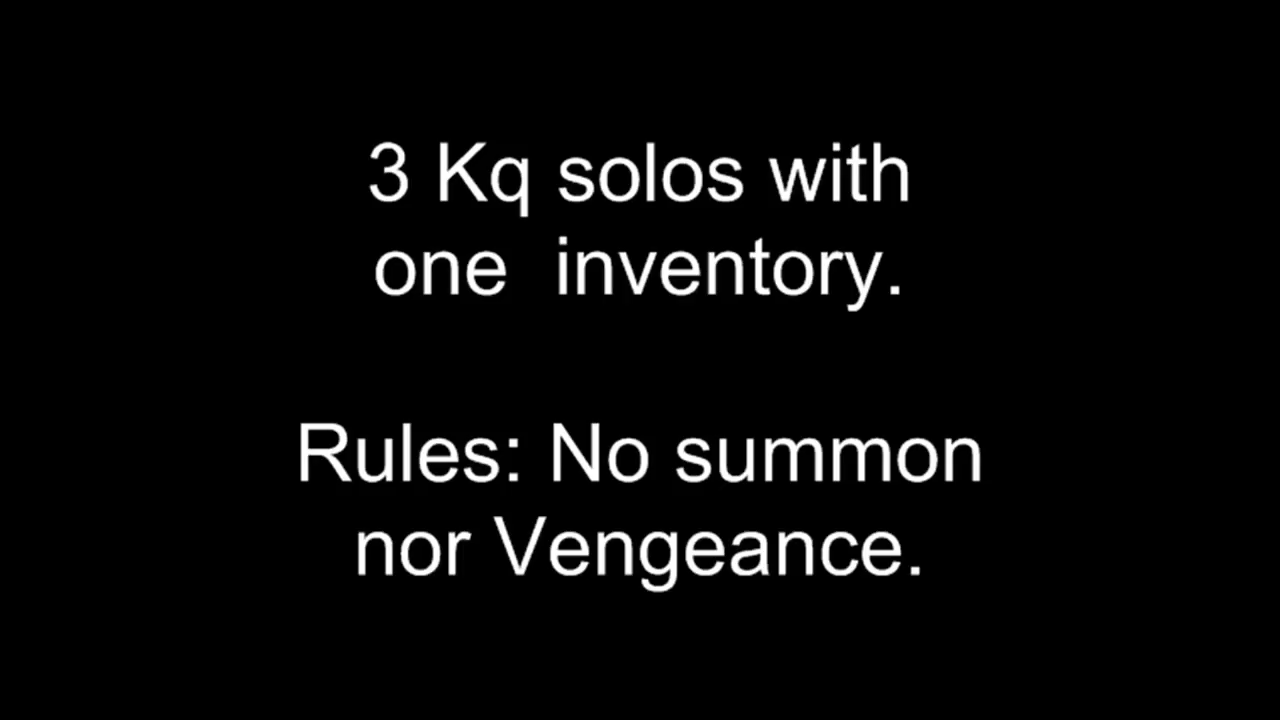 3 Kq solos with
one  inventory.
Rules: No summon
nor Vengeance.